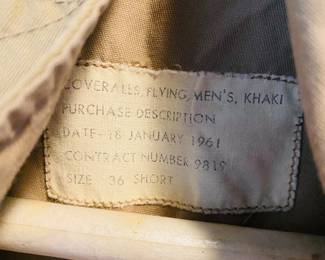 COVERALLS, FLYING, MEN'S, KHAKI
PURCHASE DESCRIPTION
DATE- 18 JANUARY 1961
CONTRACT NUMBER 9819
SIZE 36 SHORT